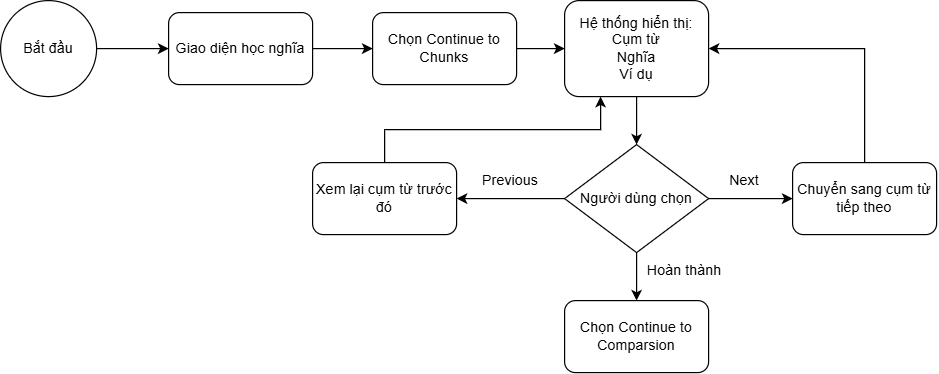 Bắt đầu
Giao diện học nghĩa
Chọn Continue to
Chunks
Hệ thống hiển thị:
Cụm từ
Nghĩa
Ví dụ
Xem lại cụm từ trước
đó
Previous
Người dùng chọn
Next
Chuyển sang cụm từ
tiếp theo
Hoàn thành
Chọn Continue to
Comparsion